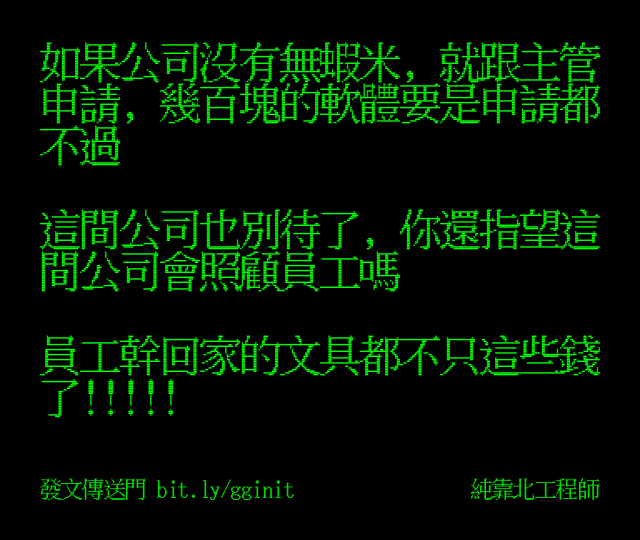 如果公司沒有無蝦米, 就跟主管
申請, 幾百塊的軟體要是申請都
不過
這間公司也別待了, 你還指望這
間公司會照顧員工嗎
員工幹回家的文具都不只這些錢
了!!!!!
發文傳送門 bit.ly/gginit
純靠北工程師